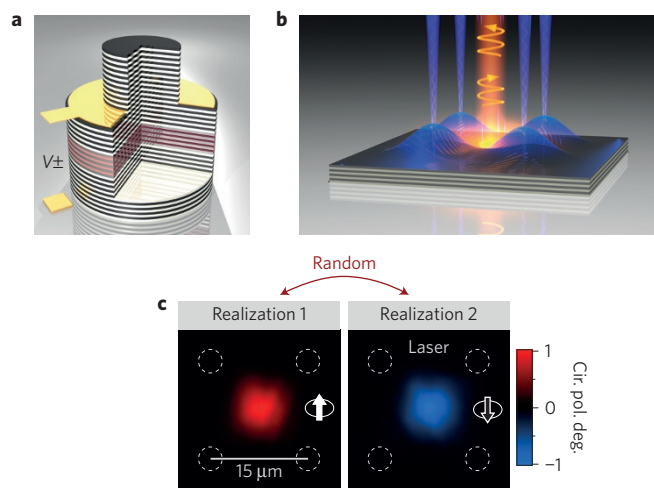 a
b
V±
Random
c
Realization 1
Realization 2
Laser
15 µm
1
0
−1
Cir. pol. deg.